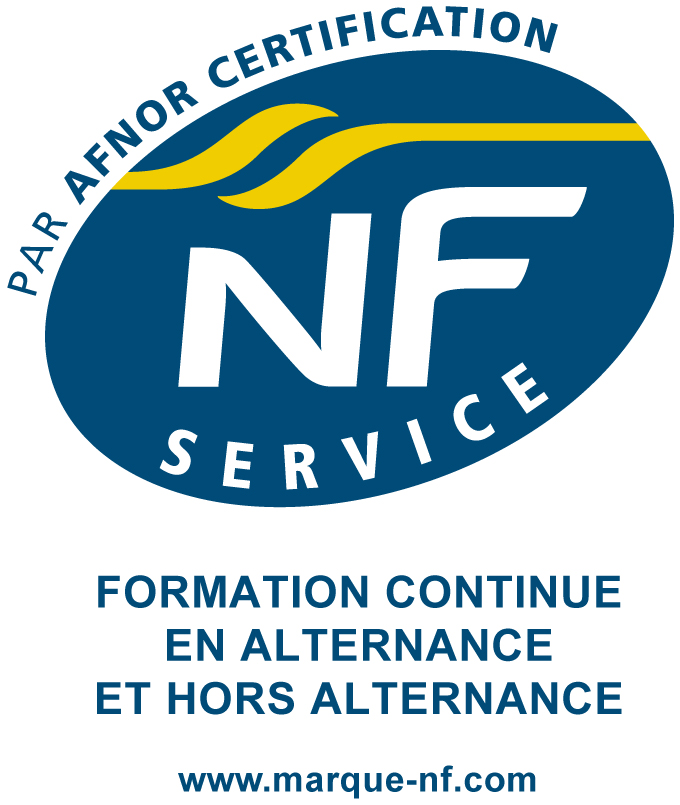 PAR AFNOR CERTIFICATION
NF
SERVICE
FORMATION CONTINUE
EN ALTERNANCE
ET HORS ALTERNANCE
www.marque-nf.com